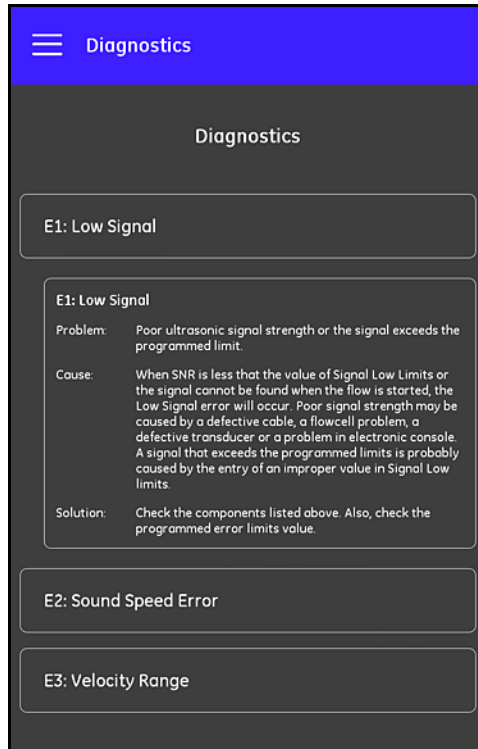 Diagnostics
Diagnostics
E1: Low Signal
E1: Low Signal
Problem: Poor ultrasonic signal strength or the signal exceeds the
programmed limit.
Cause: When SNR is less that the value of Signal Low Limits or
the signal cannot be found when the flow is started, the
Low Signal error will occur. Poor signal strength may be
caused by a defective cable, a flowcell problem, a
defective transducer or a problem in electronic console.
A signal that exceeds the programmed limits is probably
caused by the entry of an improper value in Signal Low
limits.
Solution: Check the components listed above. Also, check the
programmed error limits value.
E2: Sound Speed Error
E3: Velocity Range